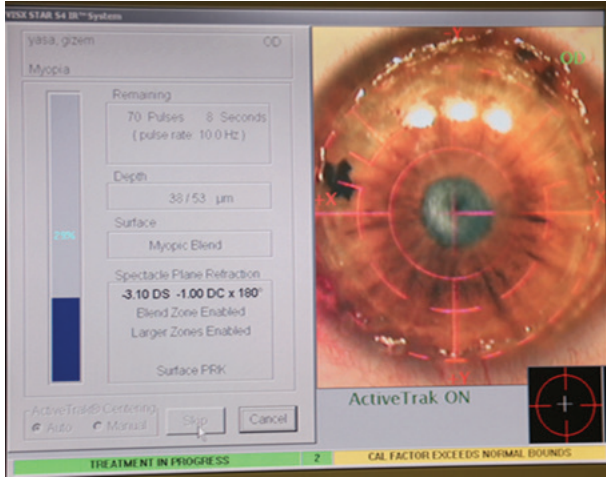 VISX STAR S4 IR™ System
yasa, gizem OD
Myopia
Remaining
70 Pulses 8 Seconds
( pulse rate: 10.0 Hz )
Depth
38 / 53 µm
Surface
Myopic Blend
Spectacle Plane Refraction
-3.10 DS -1.00 DC x 180°
Blend Zone Enabled
Larger Zones Enabled
Surface PRK
ActiveTrak® Centering
Auto Manual
Cancel
TREATMENT IN PROGRESS 2 CAL FACTOR EXCEEDS NORMAL BOUNDS
OD
ActiveTrak ON